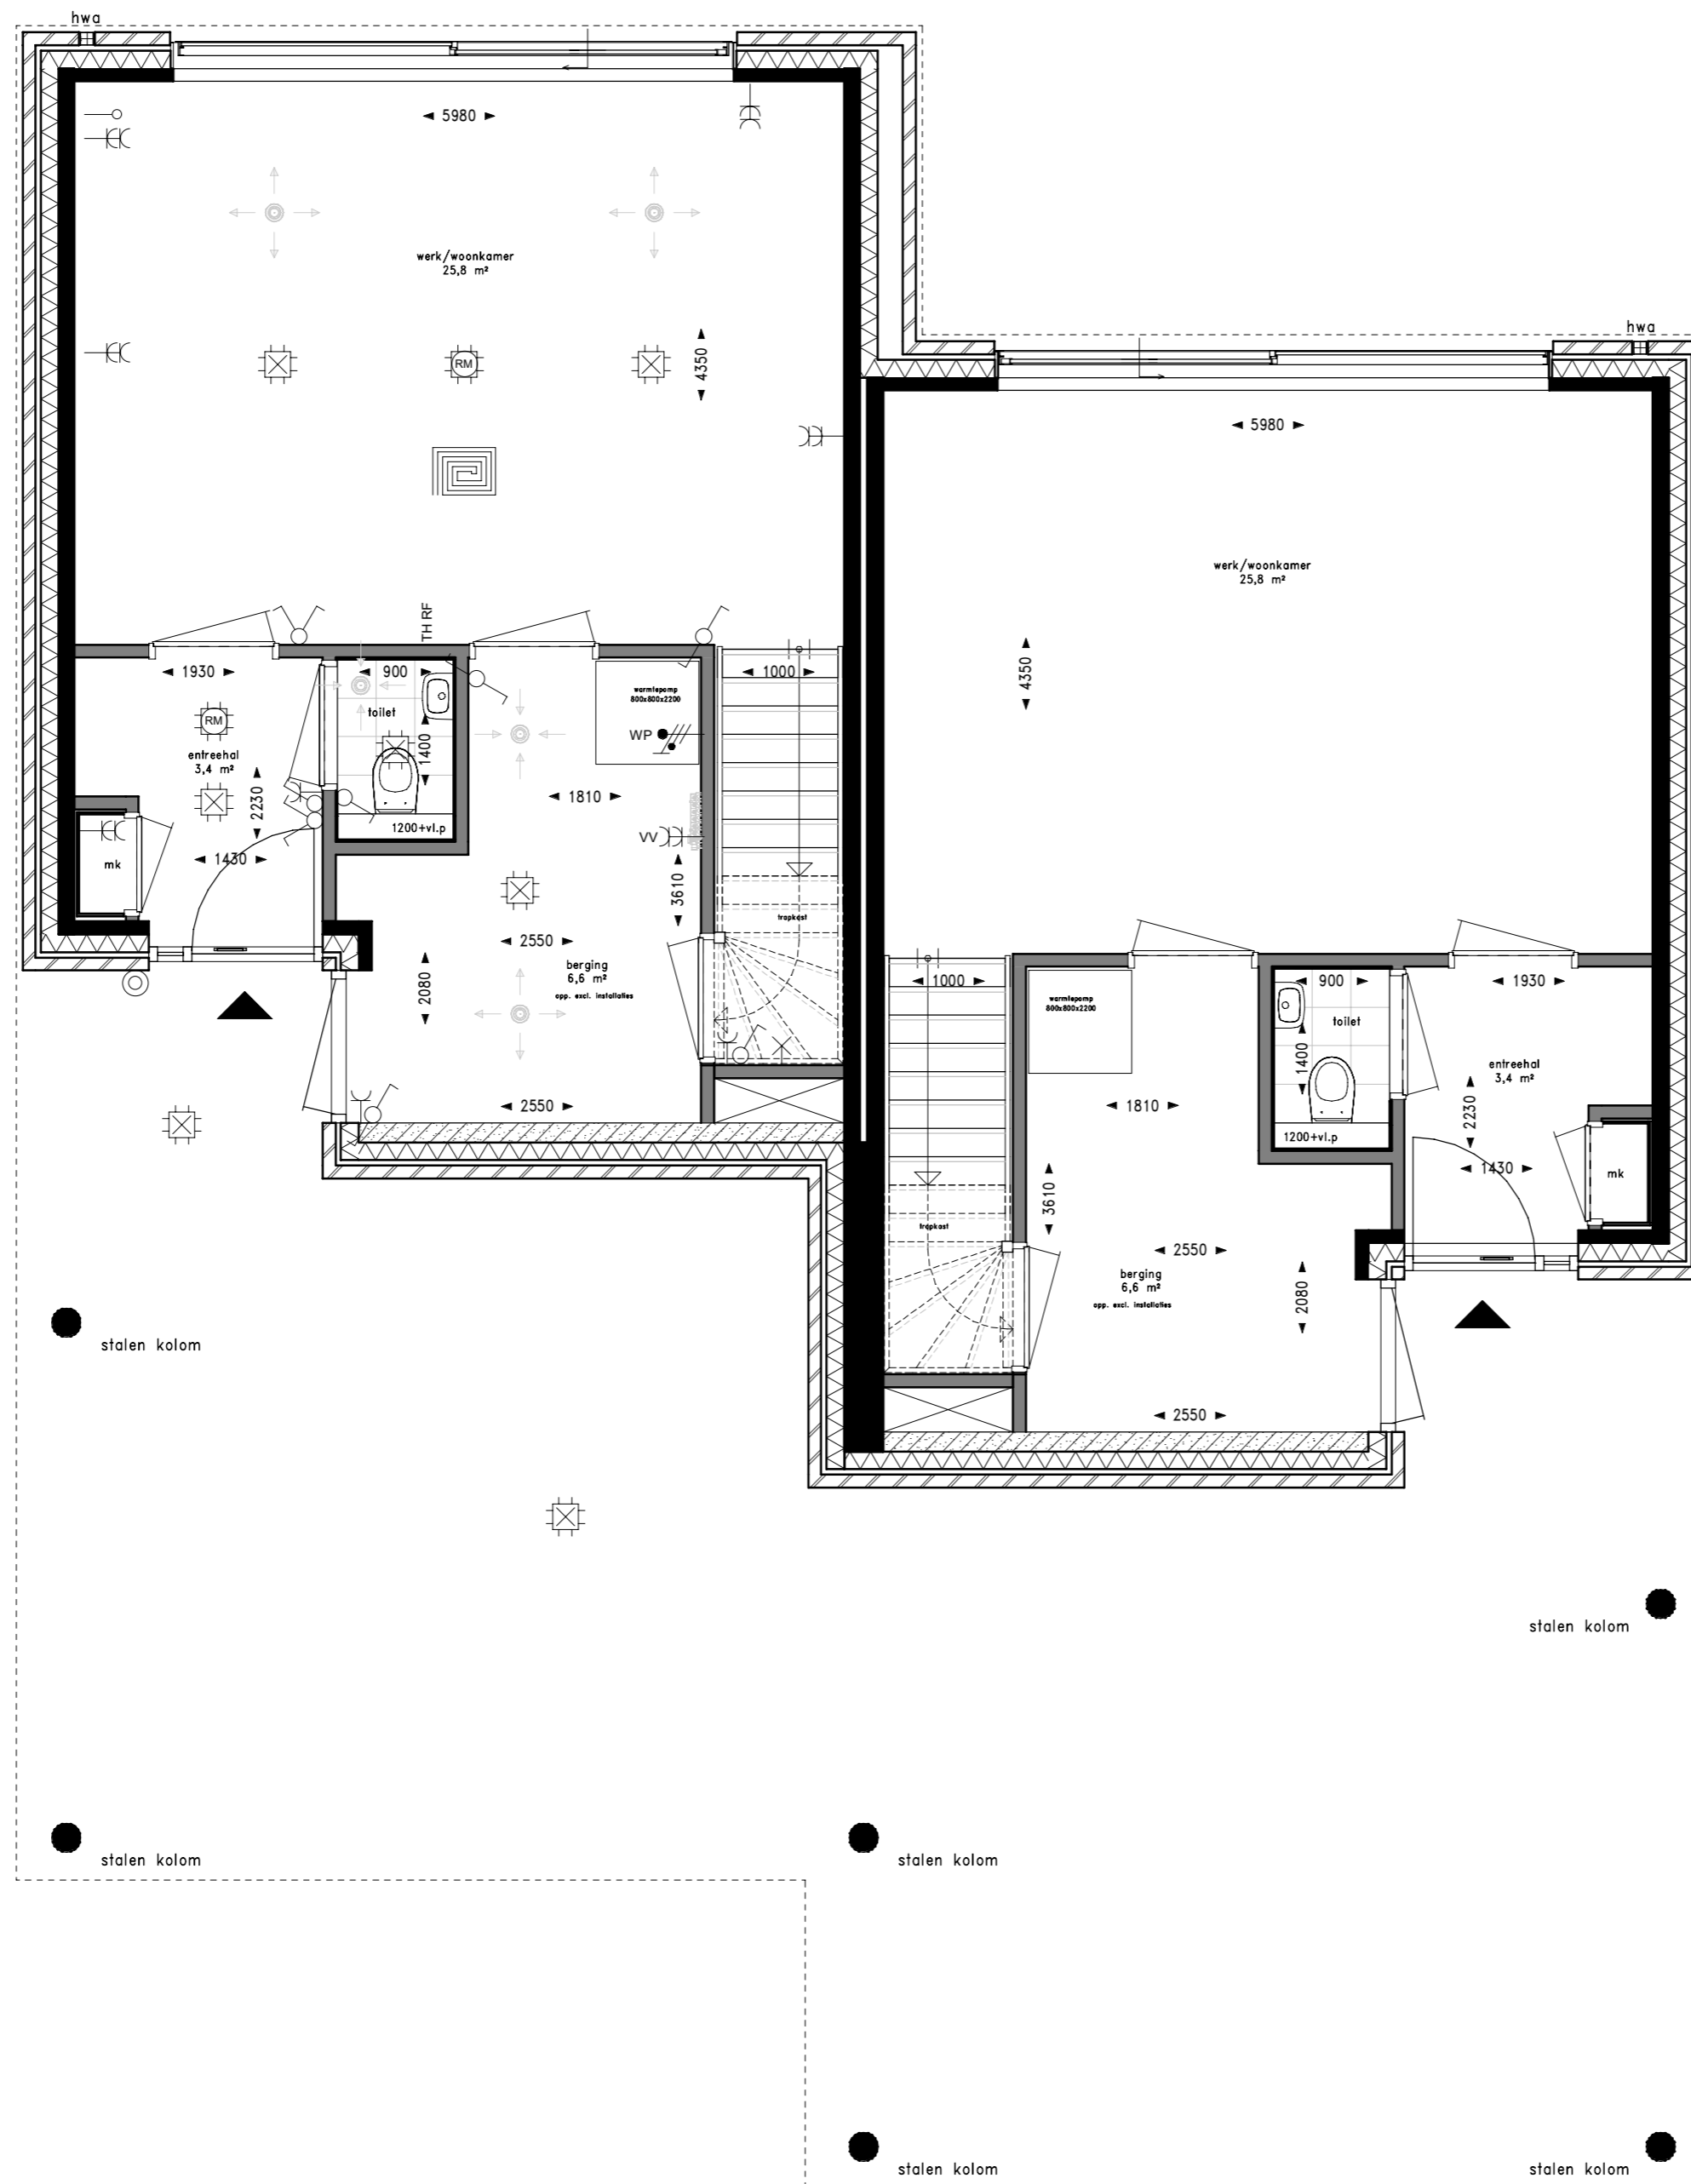 hwa
5980
werk/woonkamer
25,8 m²
4350
RM
TH RF
1930
900
1000
toilet
1400
RM
entreehal
3,4 m²
2230
1430
mk
1200+vl.p
warmtepomp
800x800x2200
WP
1810
VV
3610
trapkast
2550
berging
6,6 m²
opp. excl. installaties
2080
2550
hwa
5980
werk/woonkamer
25,8 m²
4350
1000
warmtepomp
800x800x2200
900
1930
toilet
1400
entreehal
3,4 m²
2230
1430
mk
1200+vl.p
1810
3610
trapkast
2550
berging
6,6 m²
opp. excl. installaties
2080
2550
stalen kolom
stalen kolom
stalen kolom
stalen kolom
stalen kolom
stalen kolom